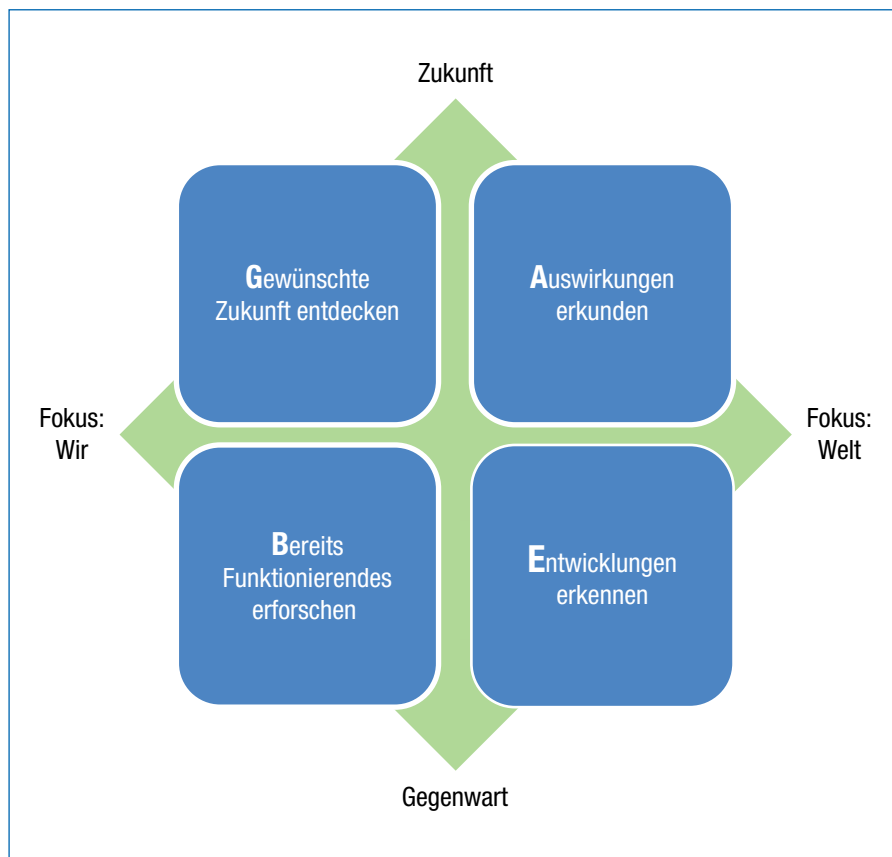 Zukunft
Gewünschte
Zukunft entdecken
Auswirkungen
erkunden
Fokus:
Wir
Fokus:
Welt
Bereits
Funktionierendes
erforschen
Entwicklungen
erkennen
Gegenwart